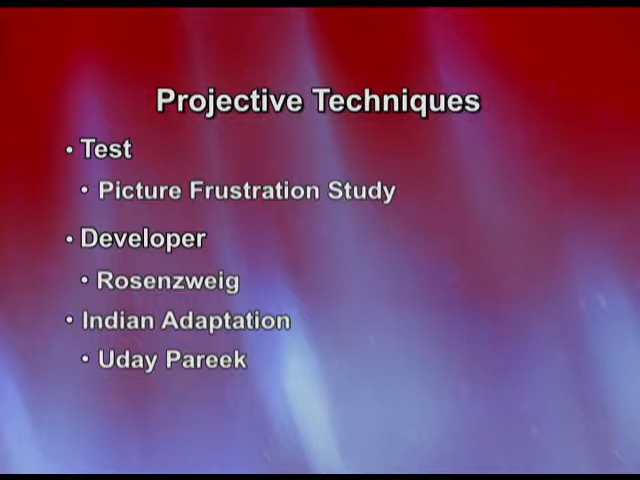 Projective Techniques
• Test
• Picture Frustration Study
• Developer
• Rosenzweig
• Indian Adaptation
• Uday Pareek